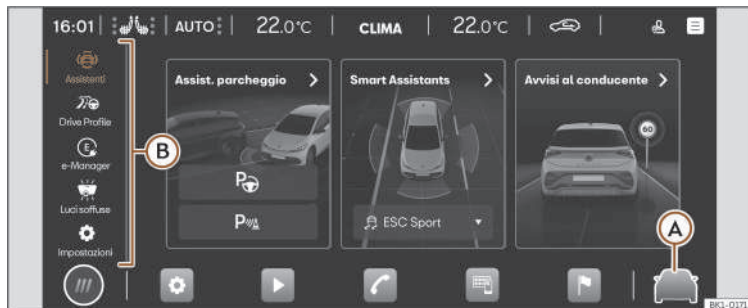 16:01 AUTO 22.0°C CLIMA 22.0°C
Assistenti
Drive Profile
E
e-Manager
Luci soffuse
Impostazioni
B
Assist. parcheggio
P
P
Smart Assistants
ESC Sport
Avvisi al conducente
60
A
BK1-0171